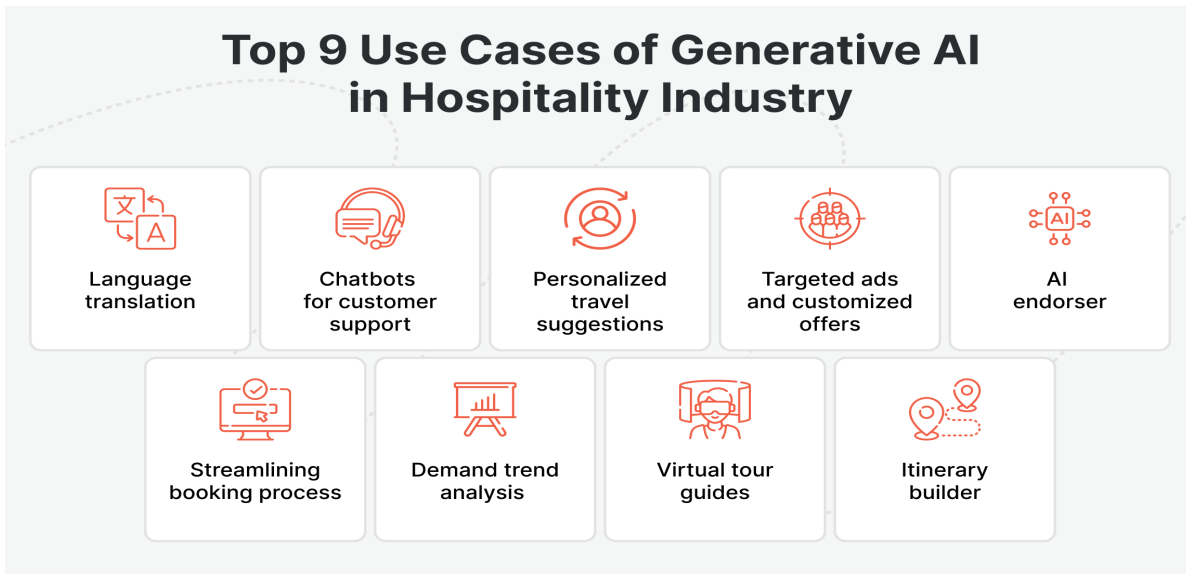 Top 9 Use Cases of Generative AI
in Hospitality Industry
文
A
Language
translation
Chatbots
for customer
support
Personalized
travel
suggestions
Targeted ads
and customized
offers
AI
AI
endorser
Streamlining
booking process
Demand trend
analysis
Virtual tour
guides
Itinerary
builder